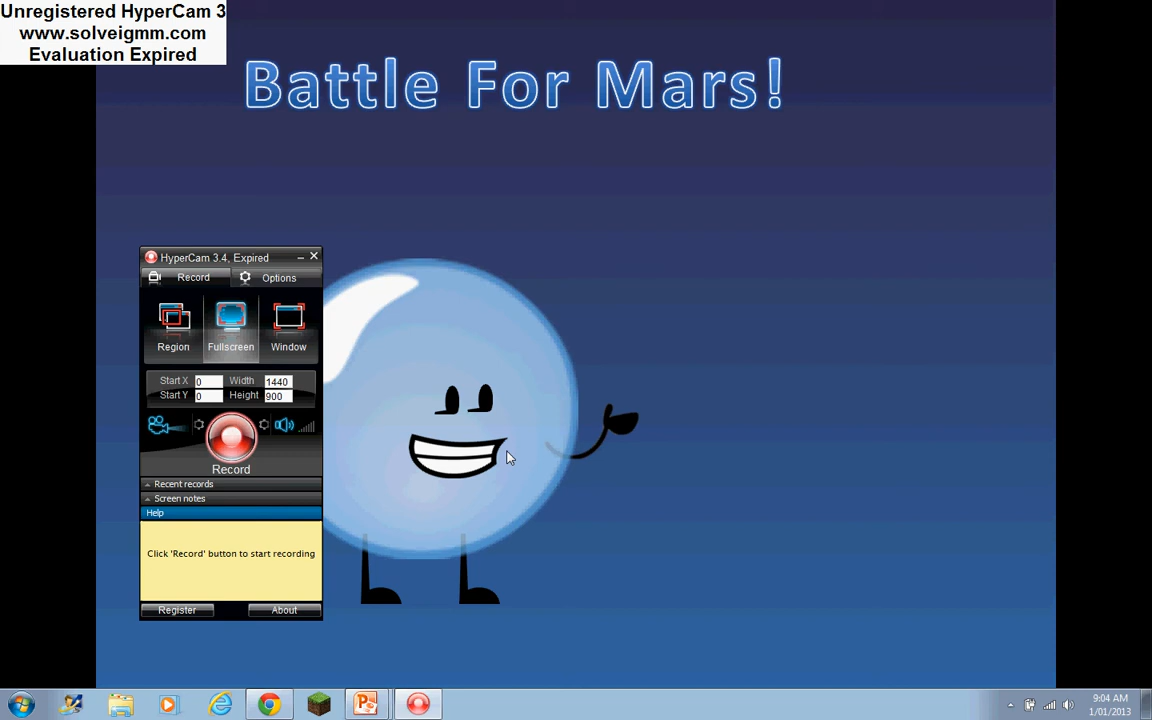 Unregistered HyperCam 3
www.solveigmm.com
Evaluation Expired
Battle For Mars!
HyperCam 3.4, Expired
Record
Options
Region
Fullscreen
Window
Start X 0 Width 1440
Start Y 0 Height 900
Record
Recent records
Screen notes
Help
Click 'Record' button to start recording
Register
About
9:04 AM
1/01/2013